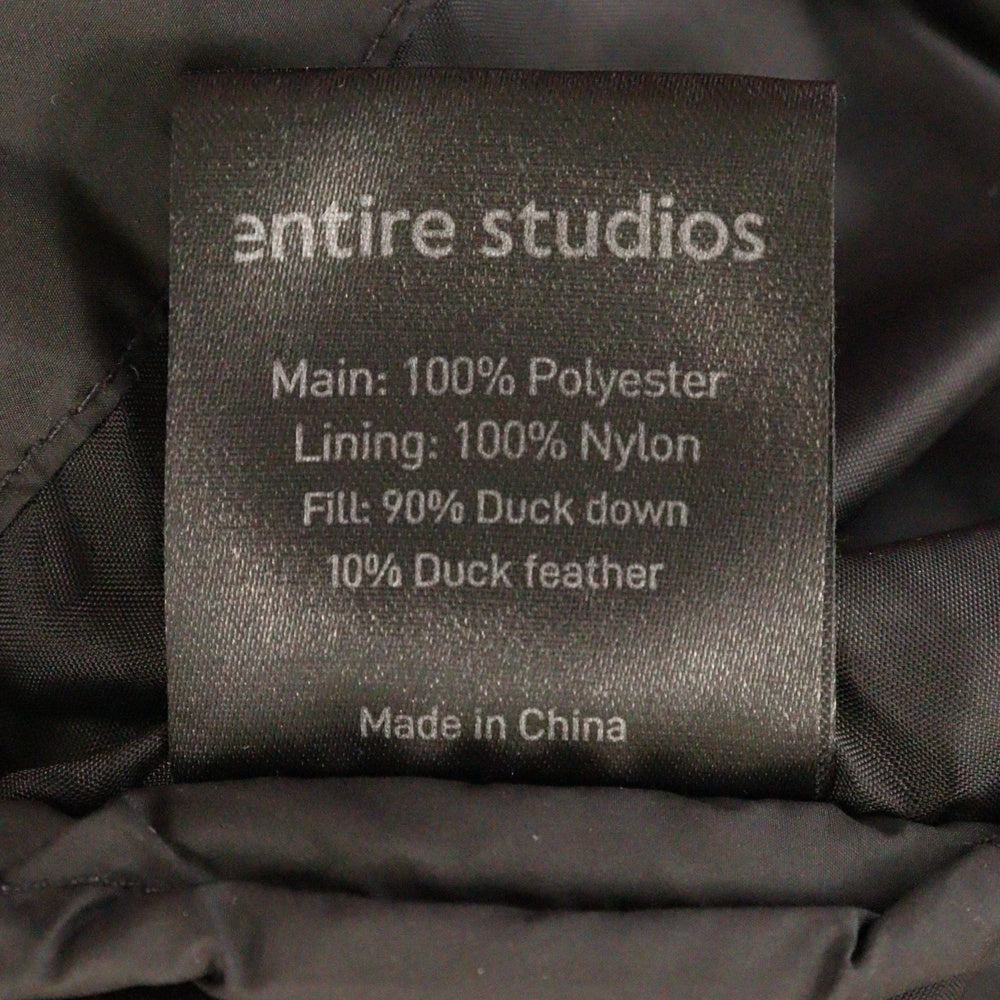 entire studios
Main: 100% Polyester
Lining: 100% Nylon
Fill: 90% Duck down
10% Duck feather
Made in China